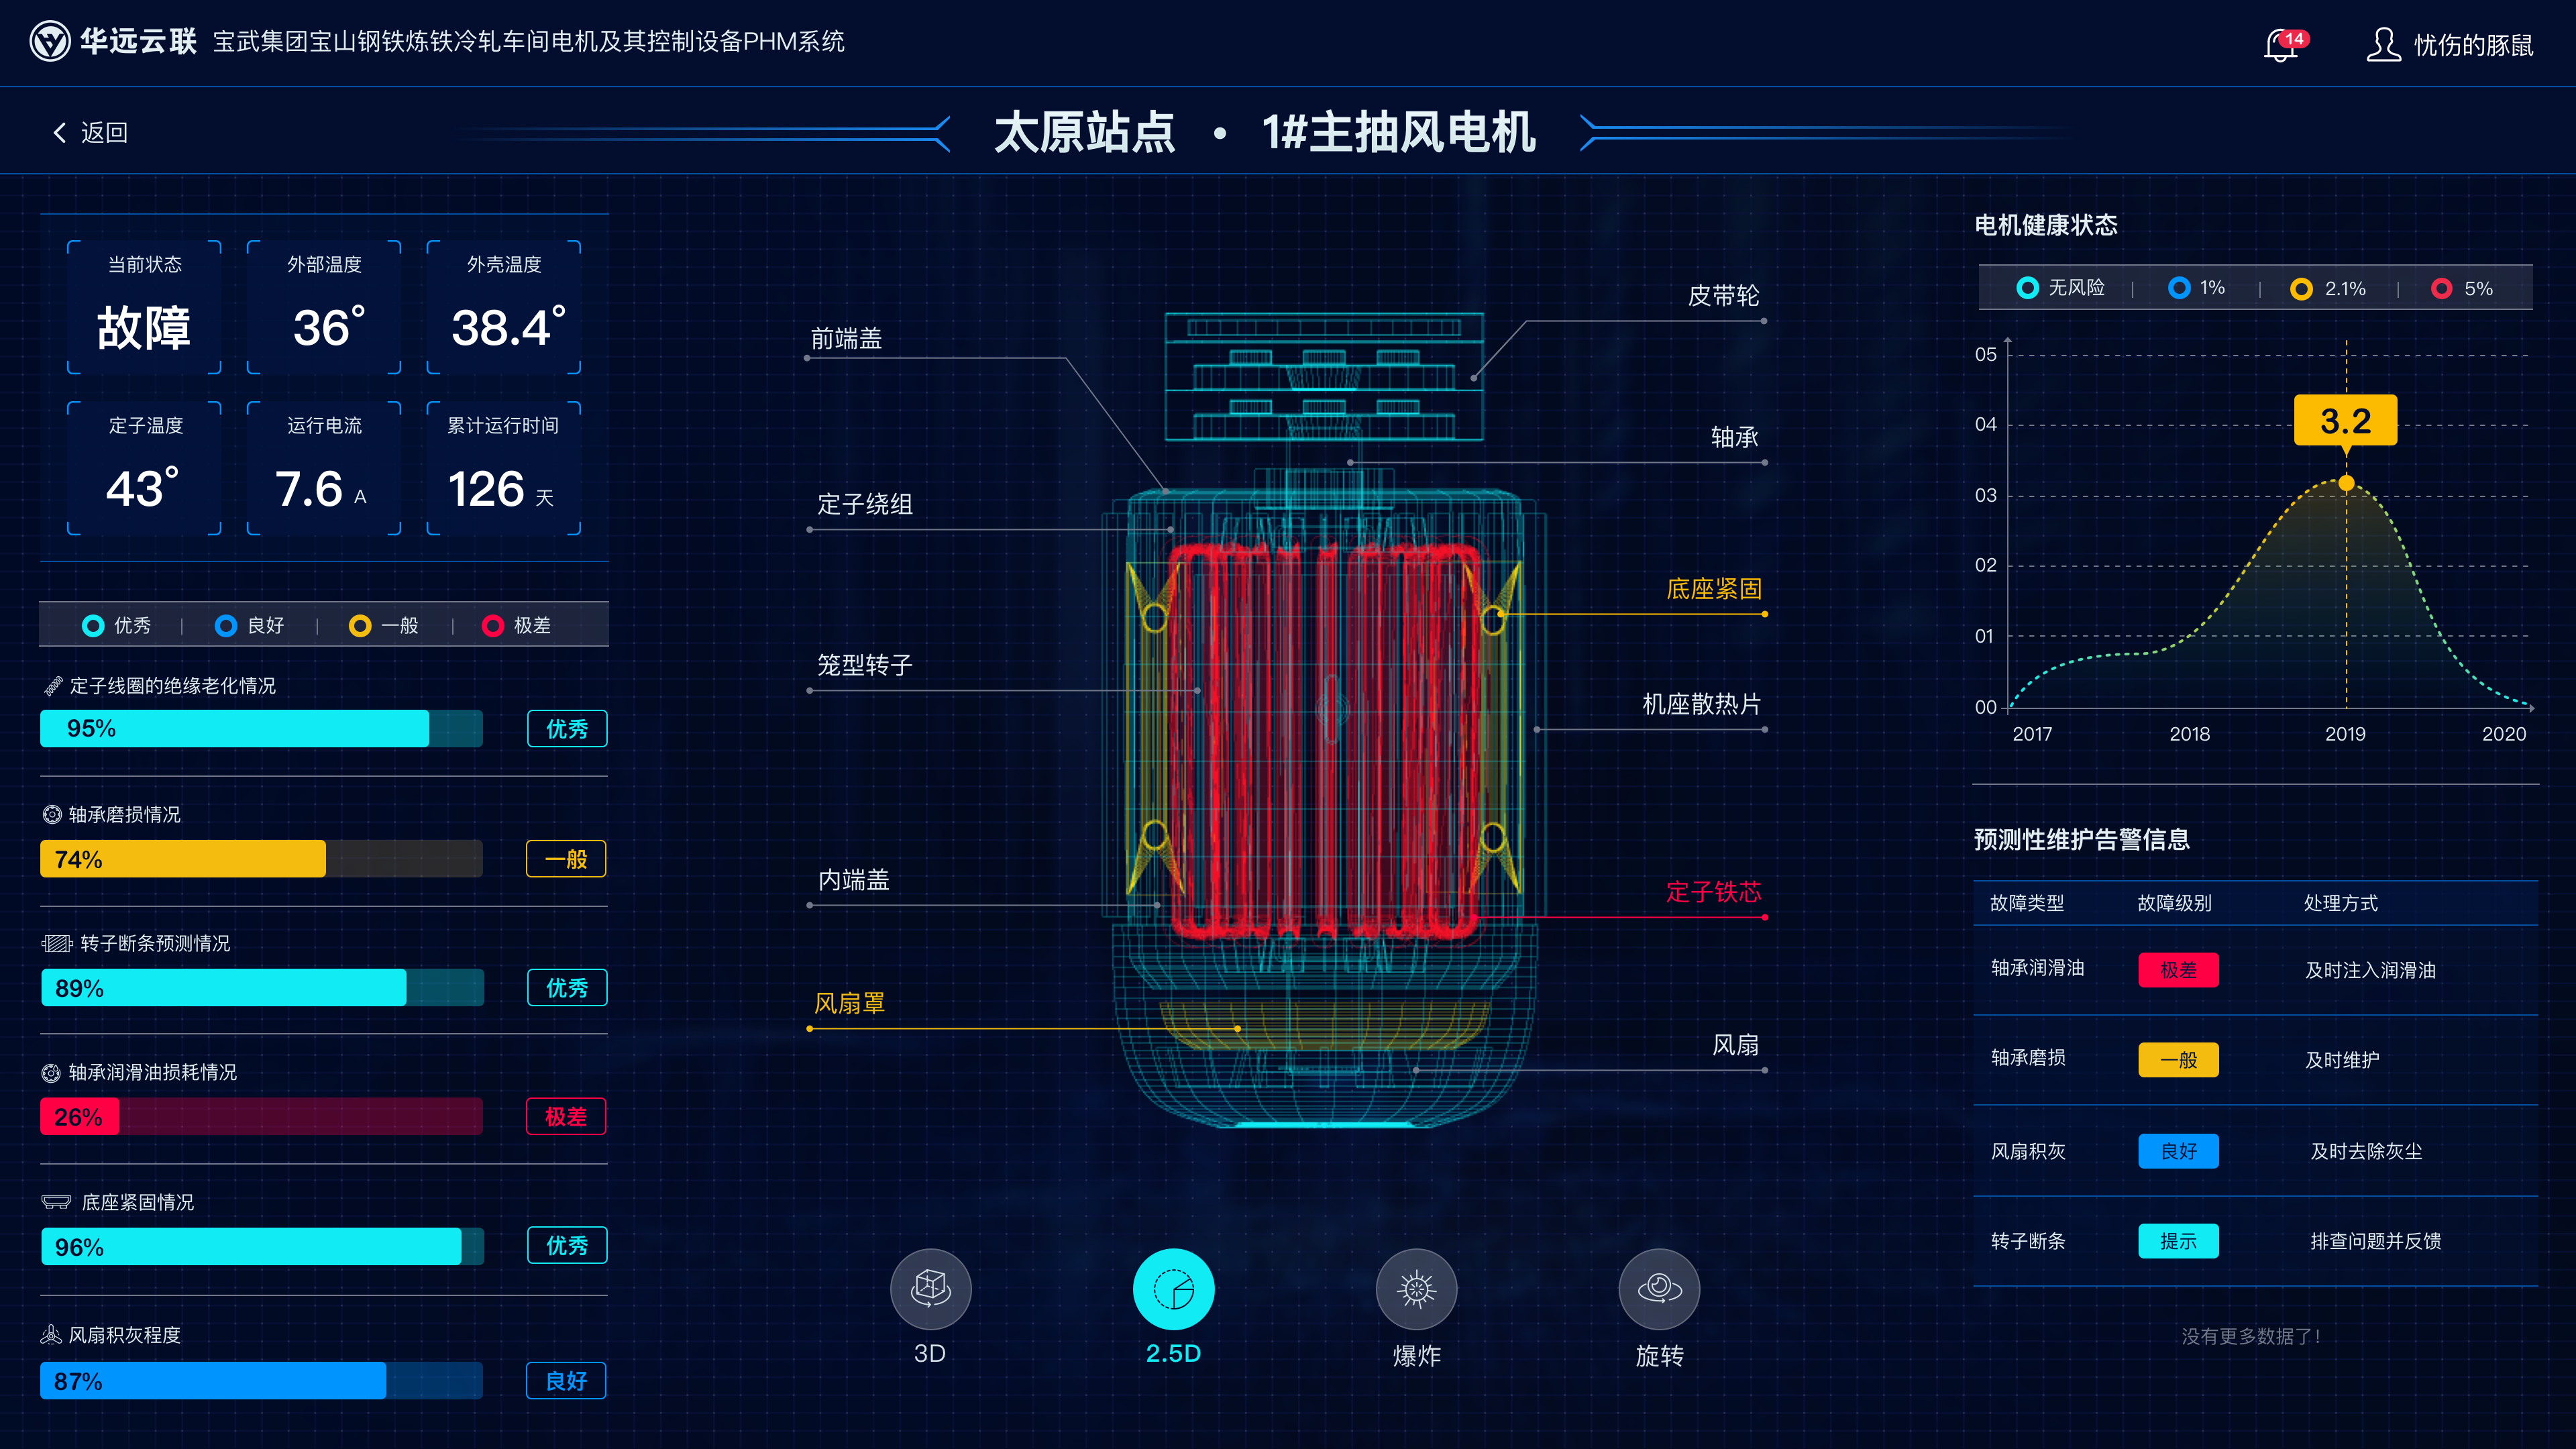 华远云联 宝武集团宝山钢铁炼铁冷轧车间电机及其控制设备PHM系统
14
忧伤的豚鼠
返回
太原站点 · 1#主抽风电机
当前状态
故障
外部温度
36°
外壳温度
38.4°
定子温度
43°
运行电流
7.6 A
累计运行时间
126 天
优秀 | 良好 | 一般 | 极差
定子线圈的绝缘老化情况
95% 优秀
轴承磨损情况
74% 一般
转子断条预测情况
89% 优秀
轴承润滑油损耗情况
26% 极差
底座紧固情况
96% 优秀
风扇积灰程度
87% 良好
前端盖
定子绕组
笼型转子
内端盖
风扇罩
皮带轮
轴承
底座紧固
机座散热片
定子铁芯
风扇
3D
2.5D
爆炸
旋转
电机健康状态
无风险 | 1% | 2.1% | 5%
05
04
03
02
01
00
3.2
2017 2018 2019 2020
预测性维护告警信息
故障类型 故障级别 处理方式
轴承润滑油 极差 及时注入润滑油
轴承磨损 一般 及时维护
风扇积灰 良好 及时去除灰尘
转子断条 提示 排查问题并反馈
没有更多数据了!